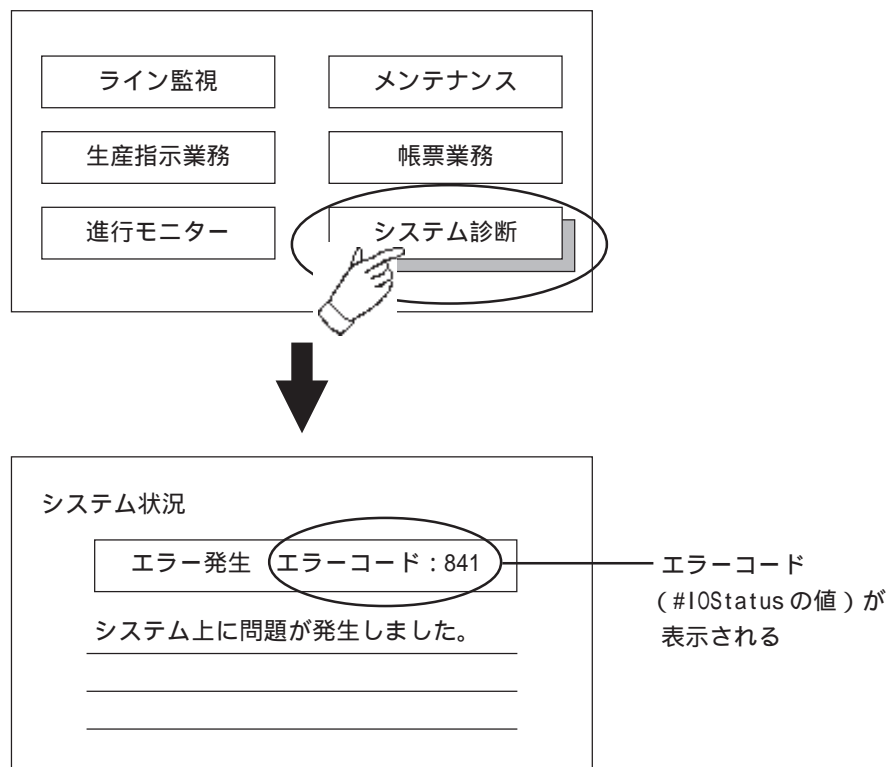 ライン監視
メンテナンス
生産指示業務
帳票業務
進行モニター
システム診断
システム状況
エラー発生 エラーコード：841
システム上に問題が発生しました。
エラーコード
（#IOStatusの値）が
表示される